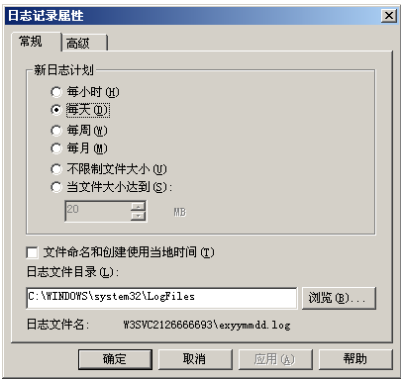 日志记录属性
常规 高级
新日志计划
每小时(H)
每天(D)
每周(W)
每月(M)
不限制文件大小(U)
当文件大小达到(S):
20 MB
文件命名和创建使用当地时间(T)
日志文件目录(L):
C:\WINDOWS\system32\LogFiles 浏览(B)...
日志文件名: W3SVC2126666693\exyymmdd.log
确定 取消 应用(A) 帮助